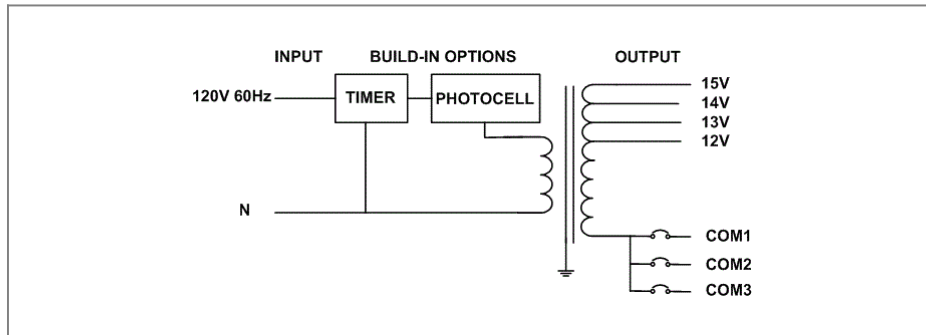 INPUT
BUILD-IN OPTIONS
OUTPUT
120V 60Hz
TIMER
PHOTOCELL
15V
14V
13V
12V
N
COM1
COM2
COM3